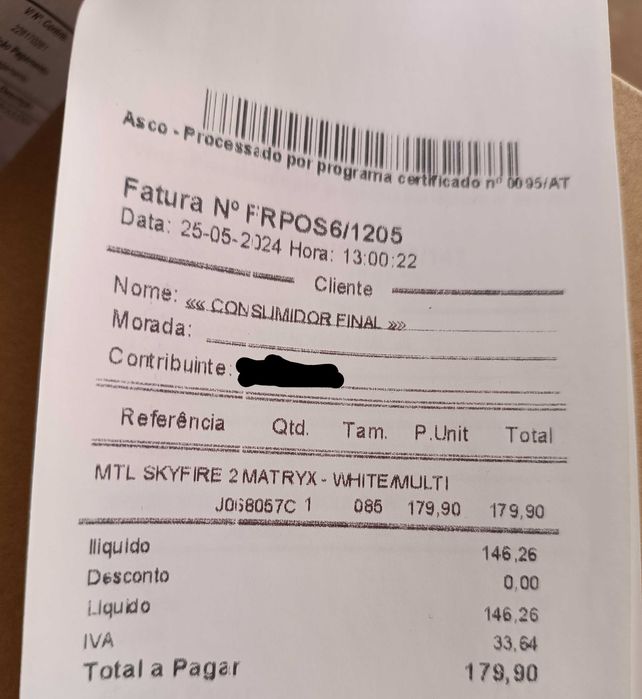 Asco - Processado por programa certificado nº 0095/AT
Fatura Nº FRPOS6/1205
Data: 25-05-2024 Hora: 13:00:22
Cliente
Nome: «« CONSUMIDOR FINAL »»
Morada:
Contribuinte:
Referência Qtd. Tam. P.Unit Total
MTL SKYFIRE 2 MATRYX - WHITE/MULTI
J068057C 1 085 179,90 179,90
Iliquido 146,26
Desconto 0,00
Liquido 146,26
IVA 33,64
Total a Pagar 179,90